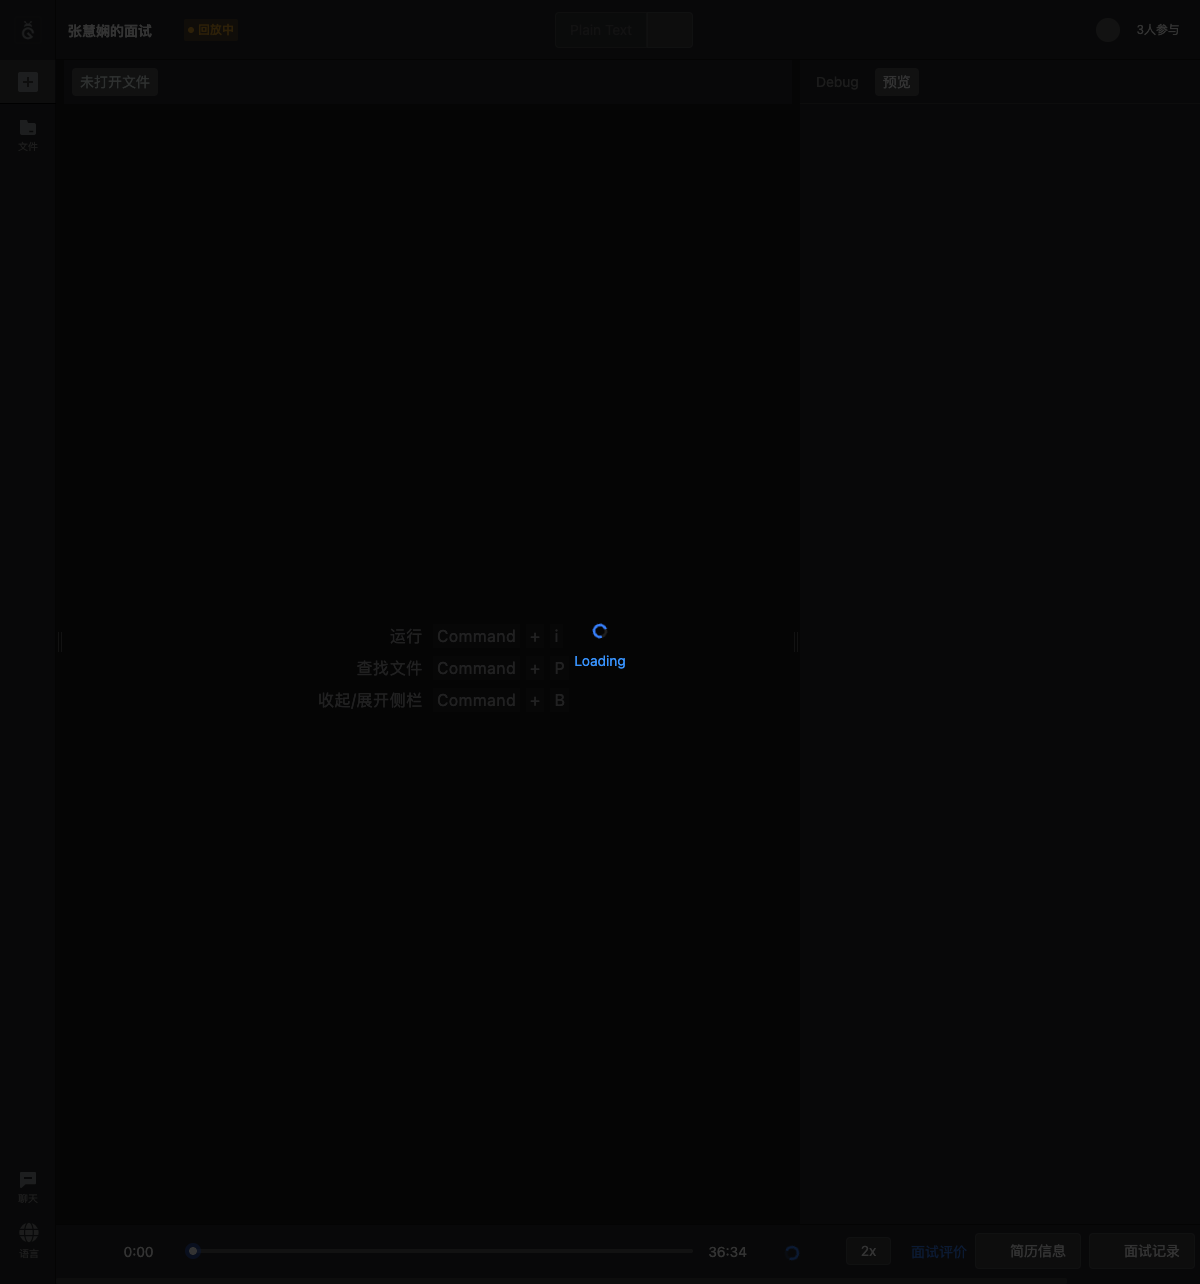 张慧娴的面试
回放中
Plain Text
3人参与
未打开文件
Debug
预览
文件
运行 Command + i
查找文件 Command + P
收起/展开侧栏 Command + B
Loading
聊天
语言
0:00
36:34
2x
面试评价
简历信息
面试记录